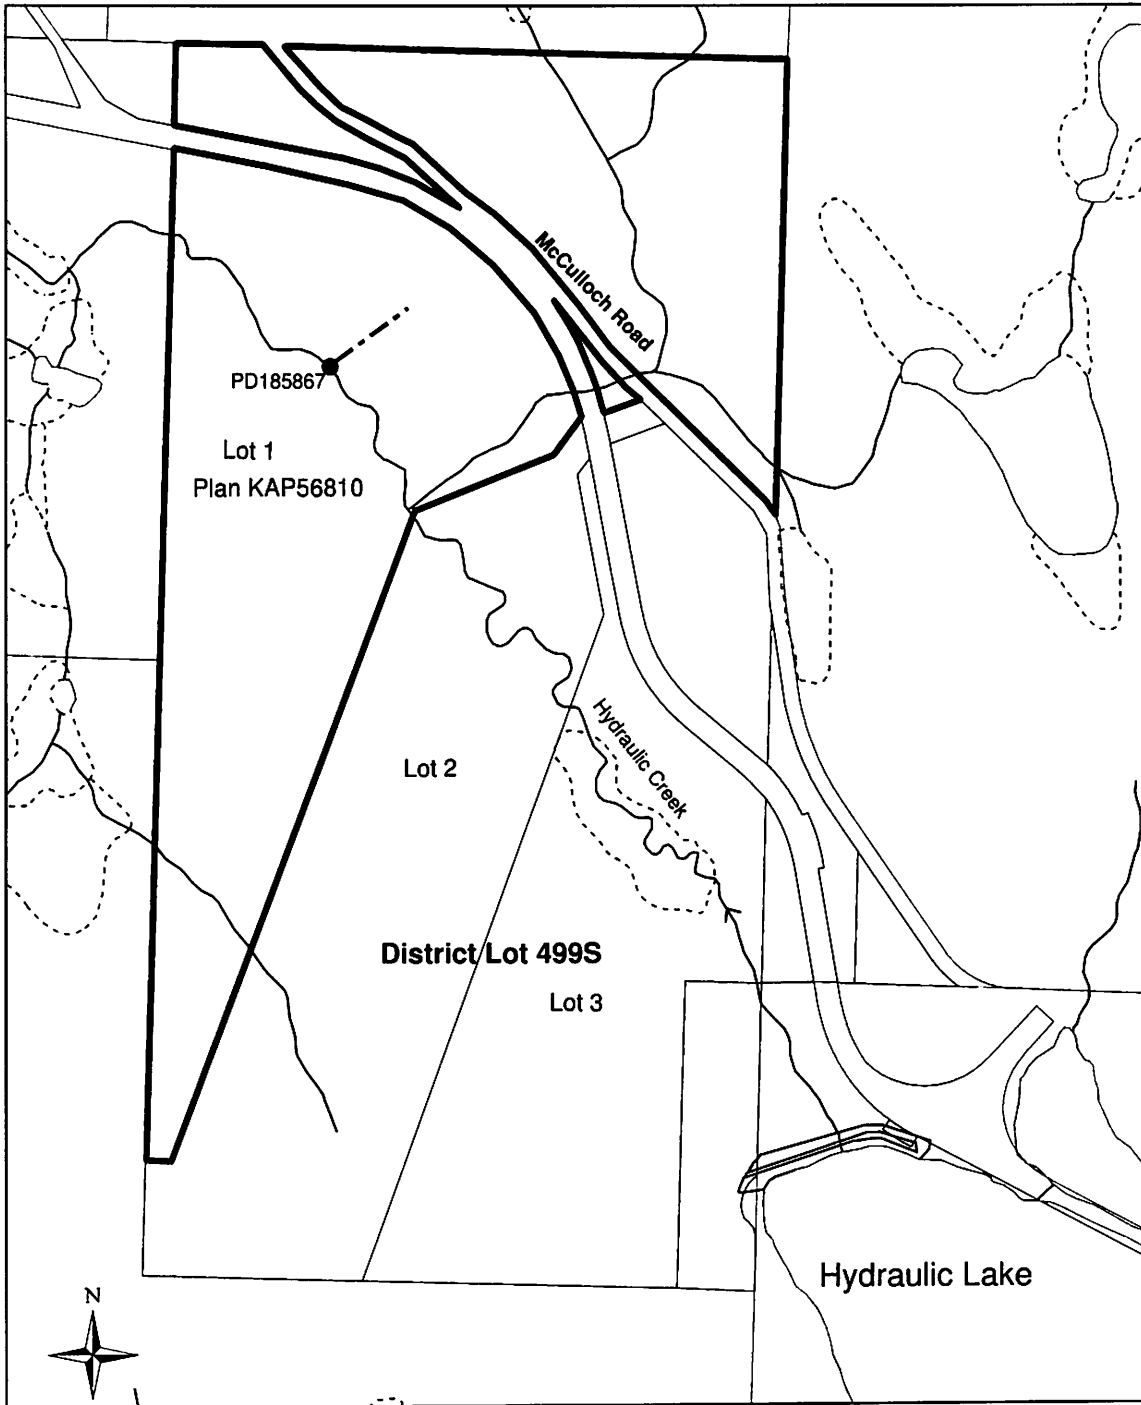 McCulloch Road
PD185867
Lot 1
Plan KAP56810
Hydraulic Creek
Lot 2
District Lot 499S
Lot 3
Hydraulic Lake
N